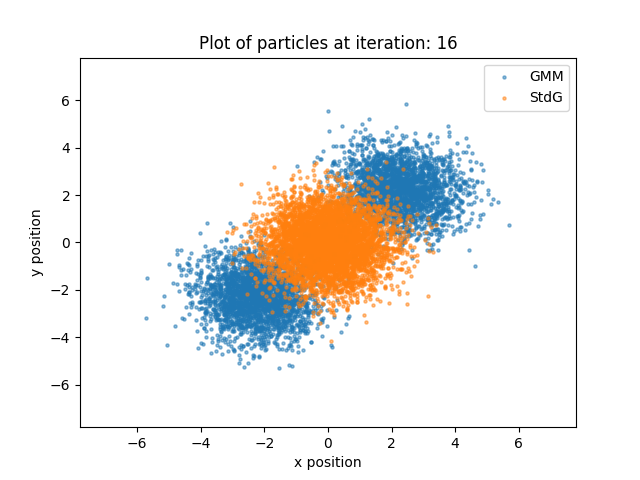 Plot of particles at iteration: 16
GMM
StdG
6
4
2
0
−2
−4
−6
y position
−6 −4 −2 0 2 4 6
x position